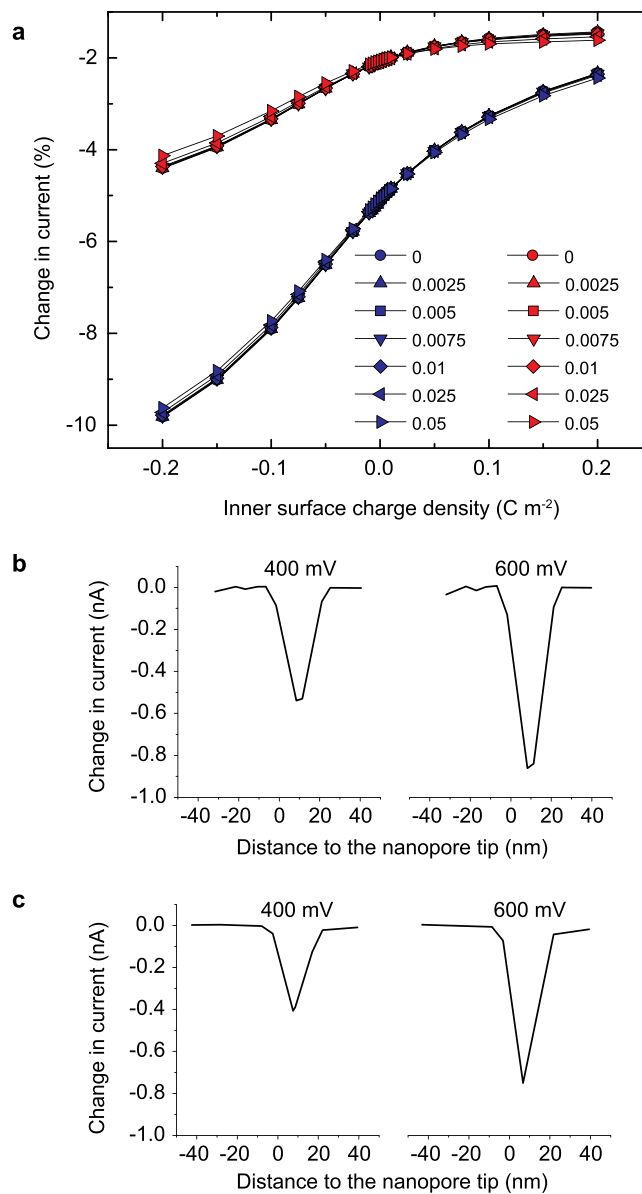 a
Change in current (%)
-2
-4
-6
-8
-10
0 0
0.0025 0.0025
0.005 0.005
0.0075 0.0075
0.01 0.01
0.025 0.025
0.05 0.05
-0.2 -0.1 0.0 0.1 0.2
Inner surface charge density (C m⁻²)
b
400 mV 600 mV
Change in current (nA)
0.0
-0.2
-0.4
-0.6
-0.8
-1.0
-40 -20 0 20 40 -40 -20 0 20 40
Distance to the nanopore tip (nm)
c
400 mV 600 mV
Change in current (nA)
0.0
-0.2
-0.4
-0.6
-0.8
-1.0
-40 -20 0 20 40 -40 -20 0 20 40
Distance to the nanopore tip (nm)